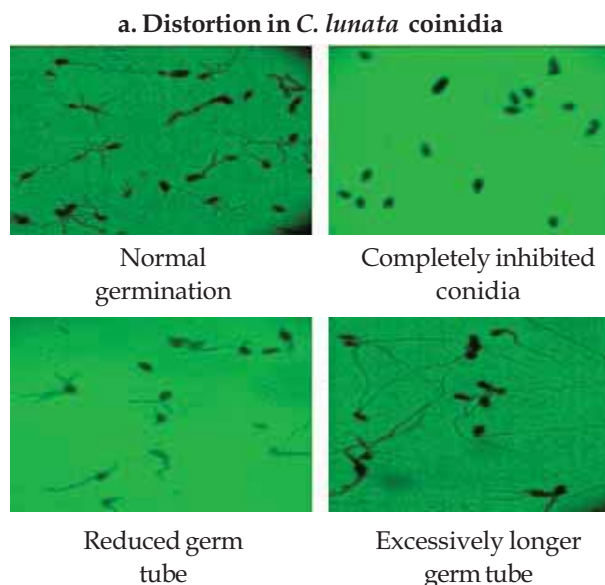 a. Distortion in C. lunata coinidia
Normal
germination
Completely inhibited
conidia
Reduced germ
tube
Excessively longer
germ tube